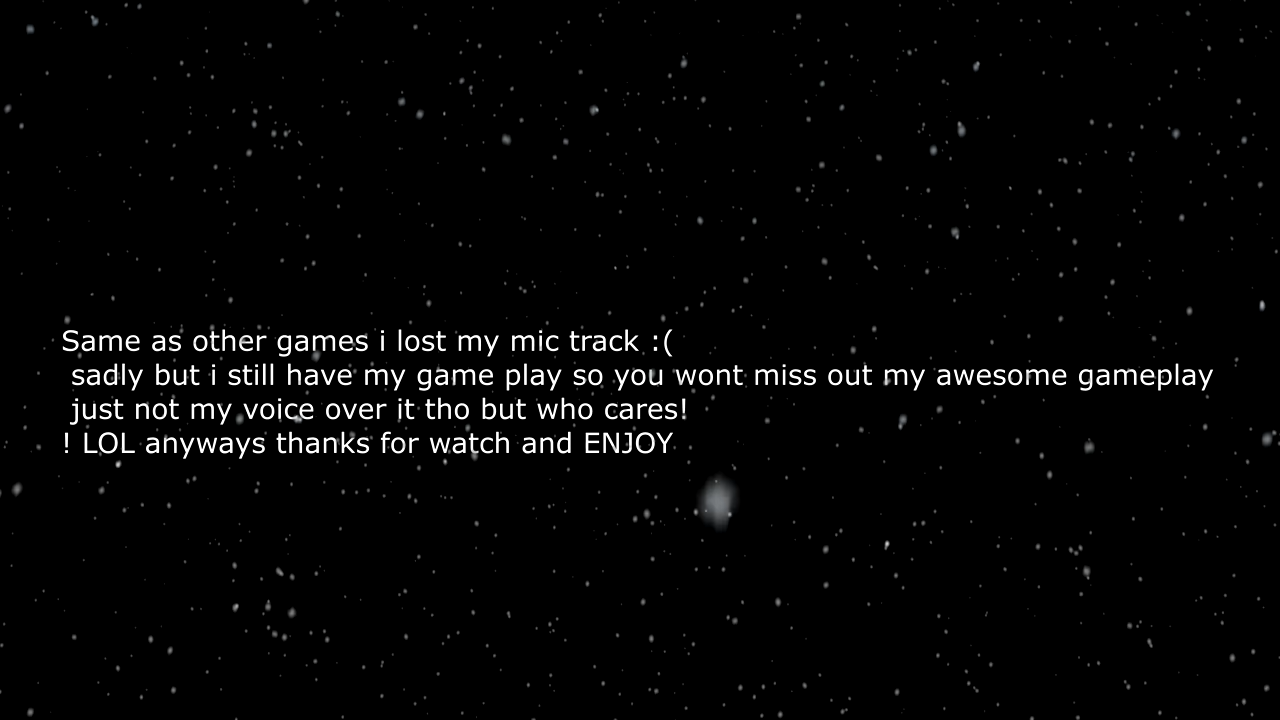 Same as other games i lost my mic track :(
sadly but i still have my game play so you wont miss out my awesome gameplay
just not my voice over it tho but who cares!
! LOL anyways thanks for watch and ENJOY